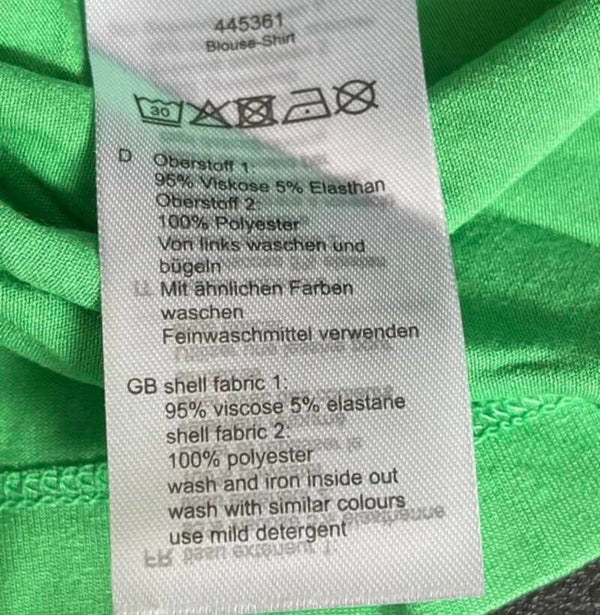 445361
Blouse-Shirt
30
D Oberstoff 1:
95% Viskose 5% Elasthan
Oberstoff 2:
100% Polyester
Von links waschen und
bügeln
Mit ähnlichen Farben
waschen
Feinwaschmittel verwenden
GB shell fabric 1:
95% viscose 5% elastane
shell fabric 2:
100% polyester
wash and iron inside out
wash with similar colours
use mild detergent